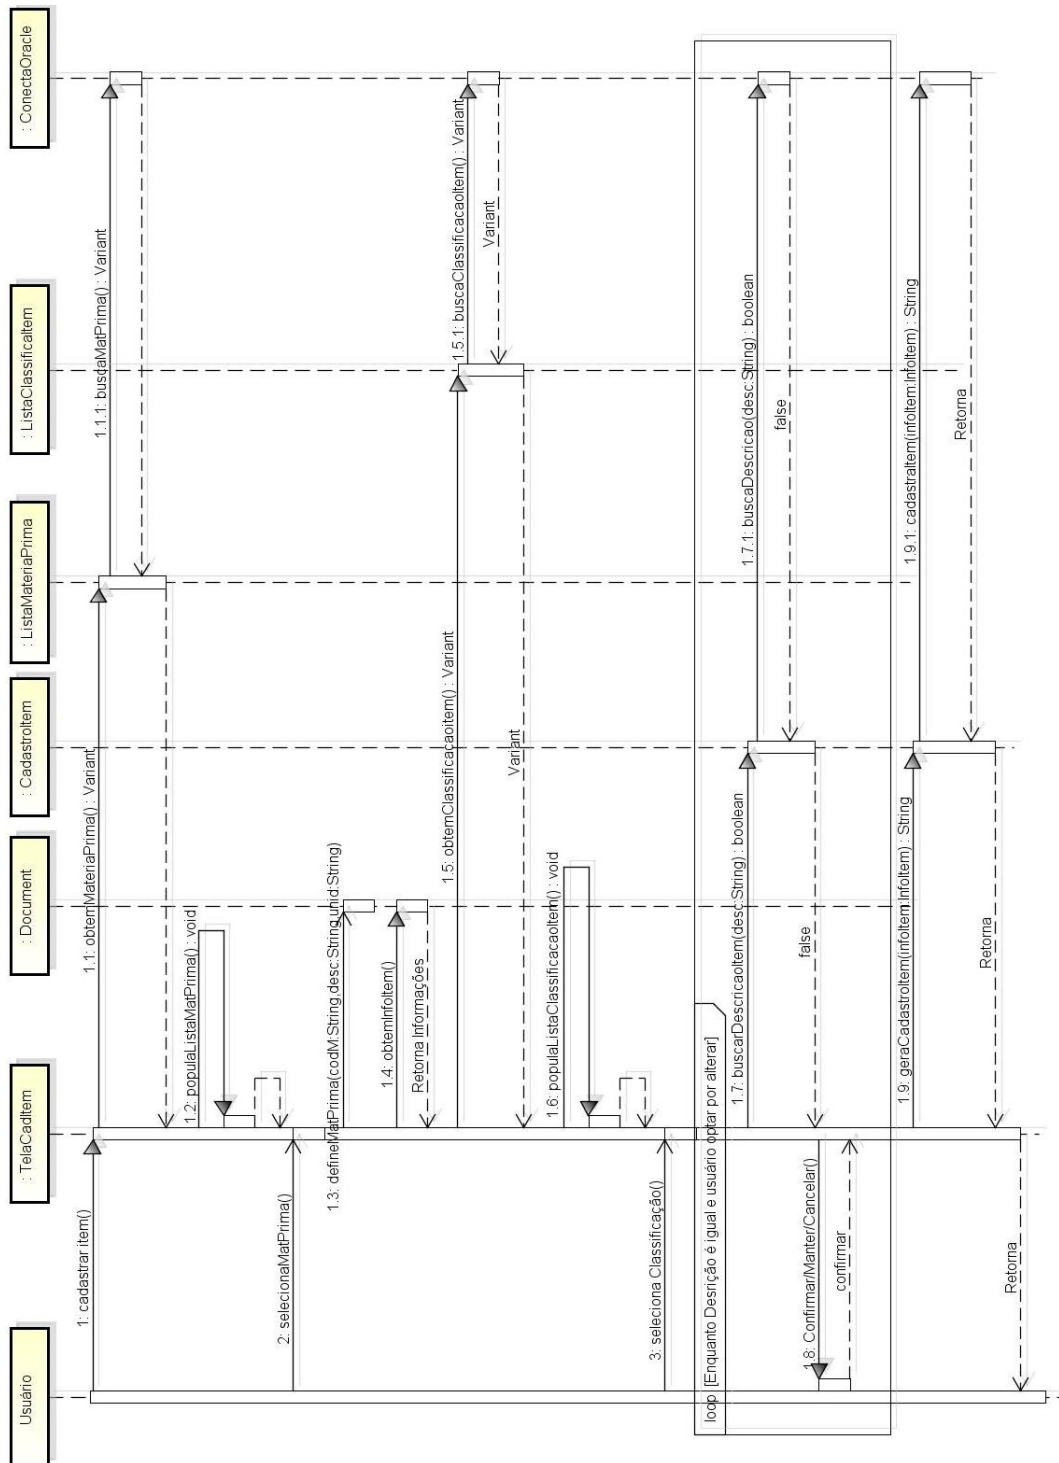 Usuário
: TelaCadItem
: Document
: CadastroItem
: ListaMateriaPrima
: ListaClassificaItem
: ConectaOracle
1: cadastrar item()
1.1: obtemMateriaPrima() : Variant
1.1.1: buscaMatPrima() : Variant
1.2: populaListaMatPrima() : void
2: selecionaMatPrima()
1.3: defineMatPrima(codM:String,desc:String,unid:String)
1.4: obtemInfoItem()
Retorna Informações
1.5: obtemClassificacaoitem() : Variant
1.5.1: buscaClassificacaoItem() : Variant
Variant
Variant
1.6: populaListaClassificacaoItem() : void
3: seleciona Classificação()
loop [Enquanto Desrição é igual e usuário optar por alterar]
1.7: buscarDescricaoItem(desc:String) : boolean
1.7.1: buscaDescricao(desc:String) : boolean
false
false
1.8: Confirmar/Manter/Cancelar()
confirmar
1.9: geraCadastroItem(infoItem:InfoItem) : String
1.9.1: cadastraItem(infoItem:InfoItem) : String
Retorna
Retorna
Retorna